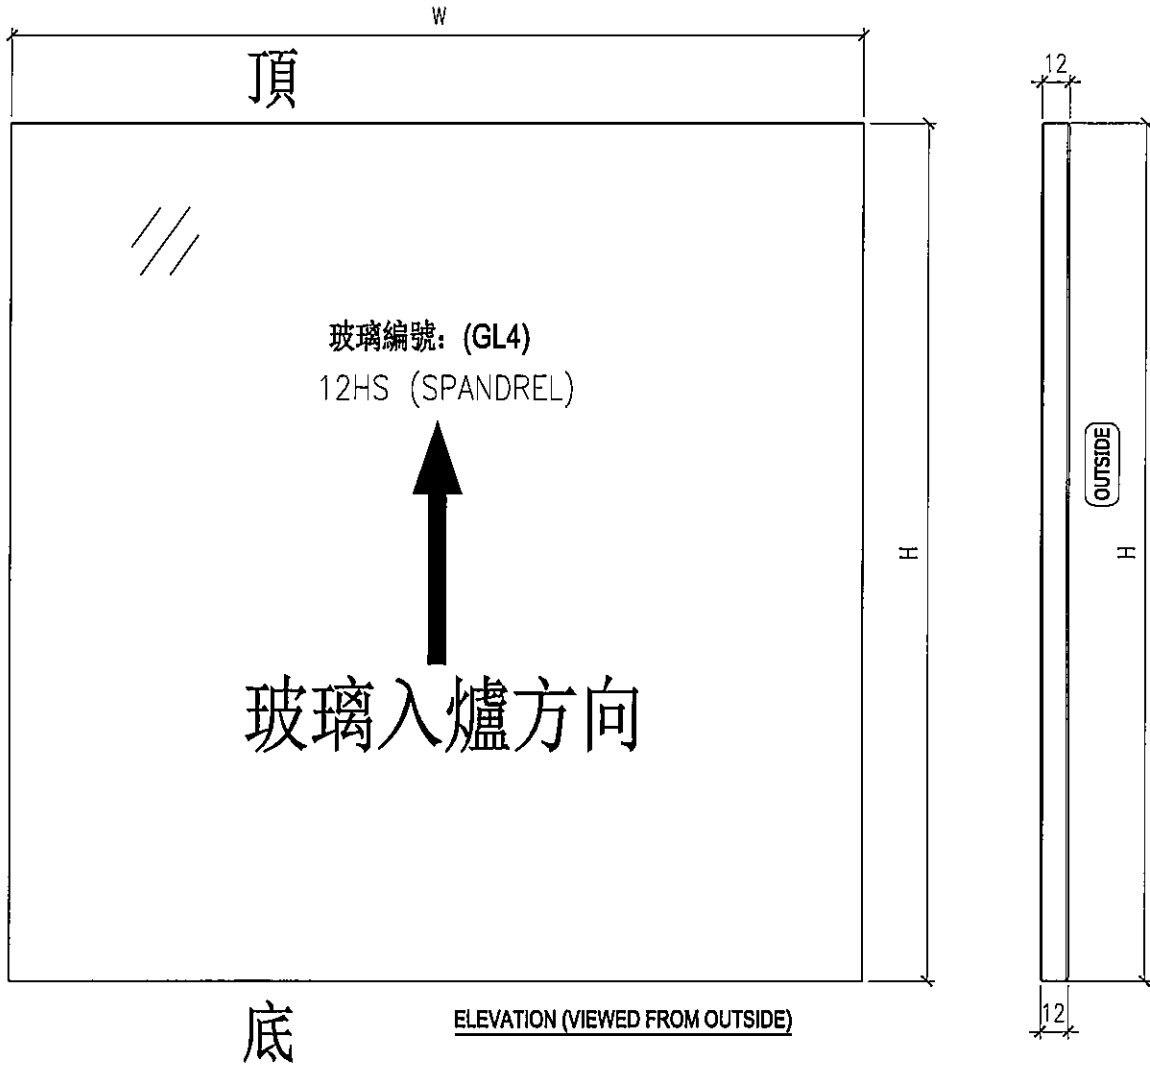 W
頂
12
玻璃編號: (GL4)
12HS (SPANDREL)
OUTSIDE
H
H
玻璃入爐方向
底
ELEVATION (VIEWED FROM OUTSIDE)
12